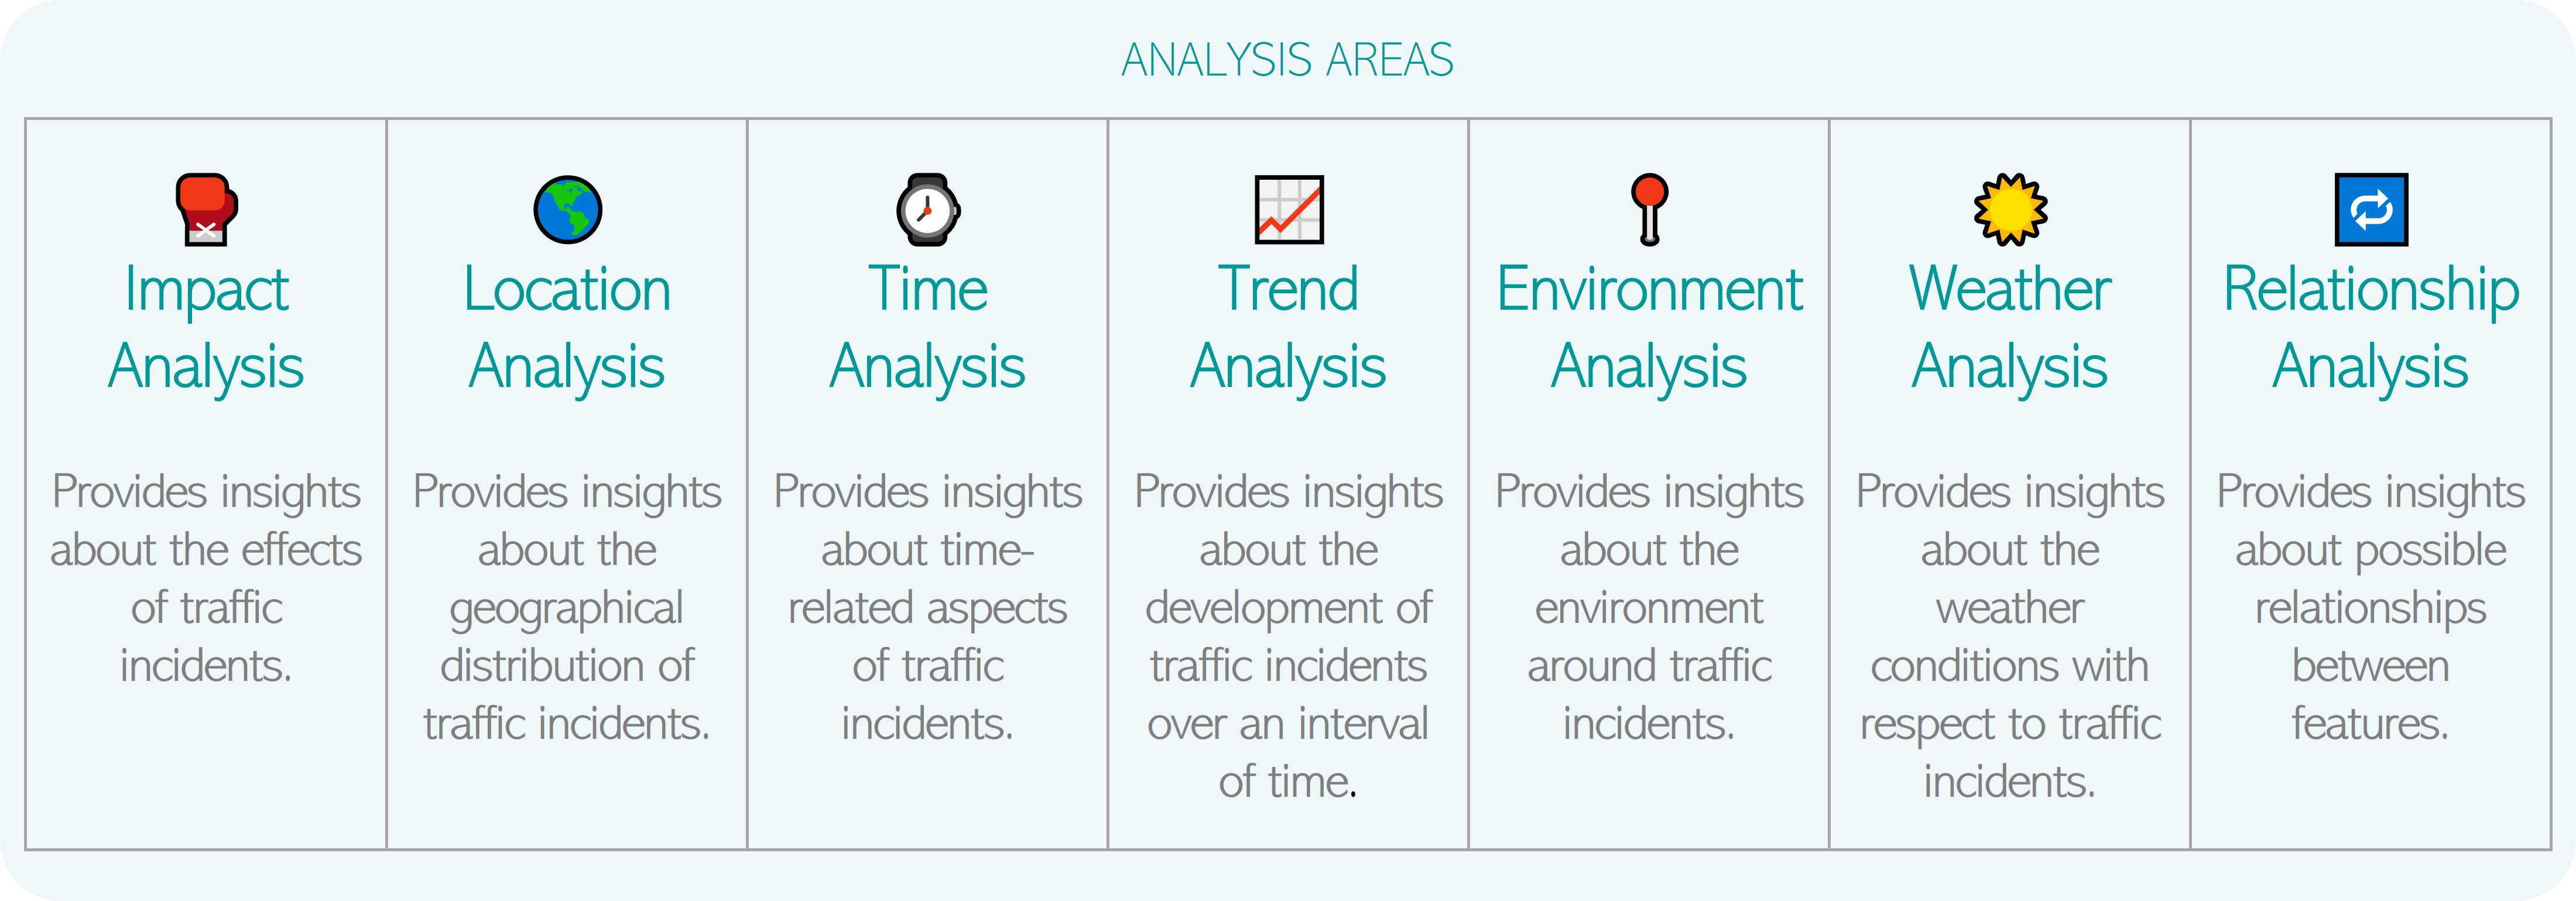 ANALYSIS AREAS
Impact
Analysis
Provides insights
about the effects
of traffic
incidents.
Location
Analysis
Provides insights
about the
geographical
distribution of
traffic incidents.
Time
Analysis
Provides insights
about time-
related aspects
of traffic
incidents.
Trend
Analysis
Provides insights
about the
development of
traffic incidents
over an interval
of time.
Environment
Analysis
Provides insights
about the
environment
around traffic
incidents.
Weather
Analysis
Provides insights
about the
weather
conditions with
respect to traffic
incidents.
Relationship
Analysis
Provides insights
about possible
relationships
between
features.